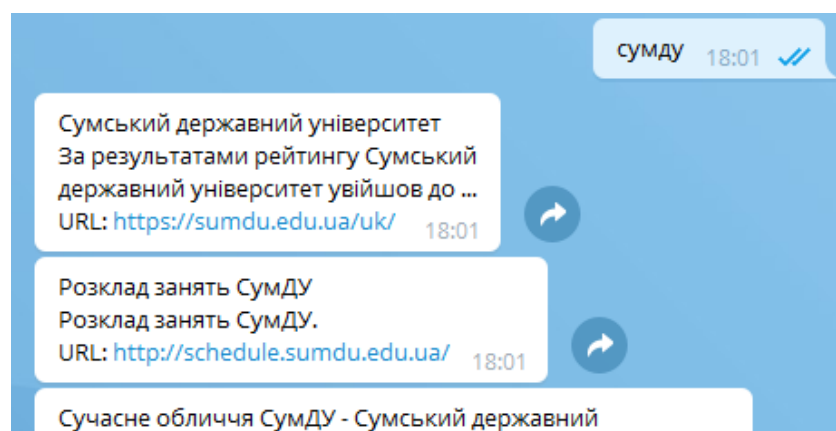 сумду 18:01
Сумський державний університет
За результатами рейтингу Сумський
державний університет увійшов до ...
URL: https://sumdu.edu.ua/uk/ 18:01
Розклад занять СумДУ
Розклад занять СумДУ.
URL: http://schedule.sumdu.edu.ua/ 18:01
Сучасне обличчя СумДУ - Сумський державний